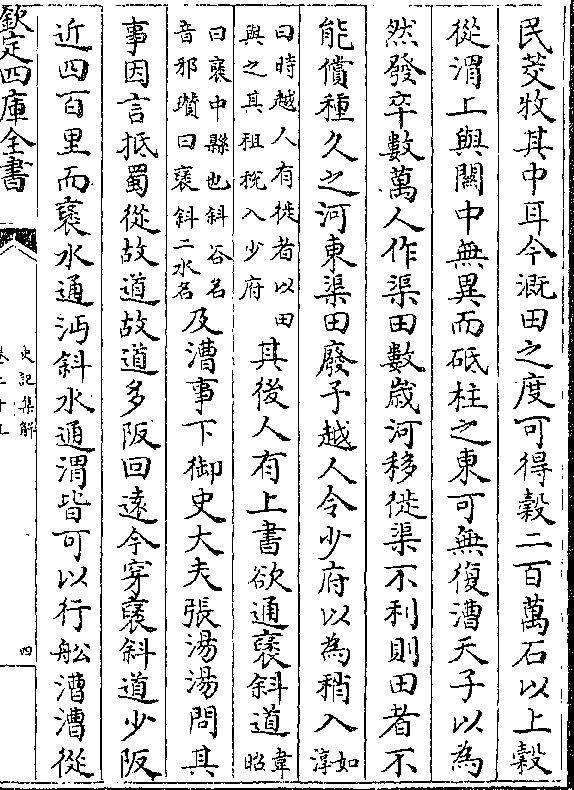 民茭牧其中耳今溉田之度可得穀二百萬石以上穀
從渭上與關中無異而砥柱之東可無復漕天子以為
然發卒數萬人作渠田數歲河移徙渠不利則田者不
能償種久之河東渠田廢予越人令少府以為稍入如淳
曰時越人有徙者以田
與之其租稅入少府
其後人有上書欲通褒斜道韋昭
曰褒中縣也斜谷名
音邪瓚曰褒斜二水名
及漕事下御史大夫張湯湯問其
事因言抵蜀從故道故道多阪回遠今穿褒斜道少阪
近四百里而褒水通沔斜水通渭皆可以行舩漕漕從
欽定四庫全書
史記集解
四